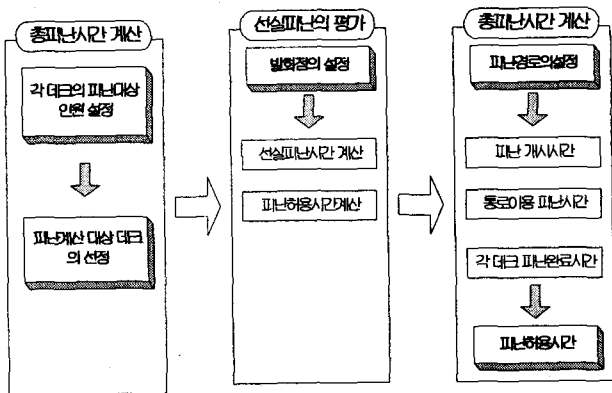 총피난시간 계산
각 데크의 피난대상
인원 설정
피난계산 대상 데크
의 선정
선실피난의 평가
발화점의 설정
선실피난시간 계산
피난허용시간계산
총피난시간 계산
피난경로의설정
피난 개시시간
통로이용 피난시간
각 데크 피난완료시간
피난허용시간